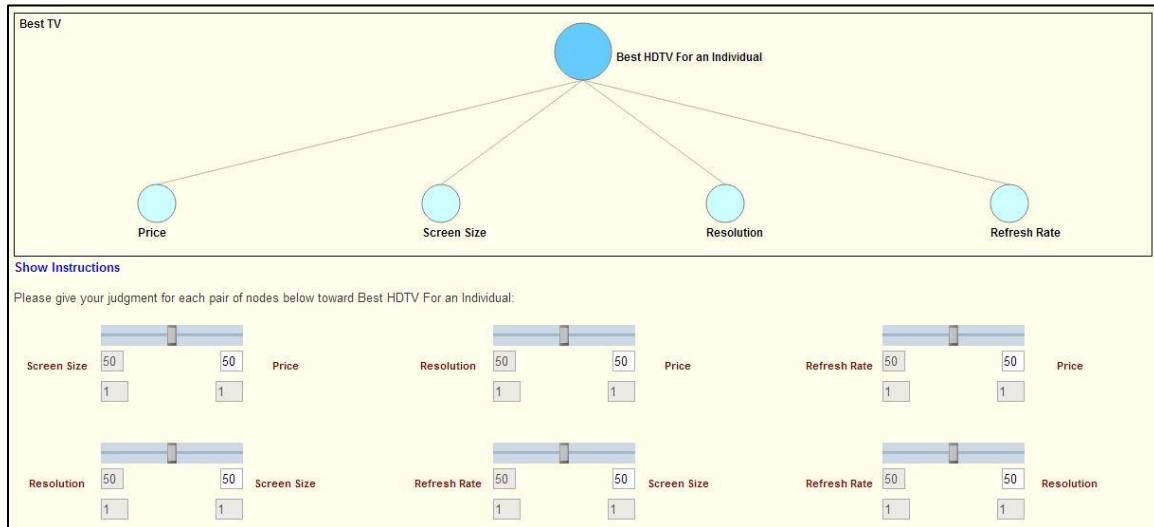 Best TV
Best HDTV For an Individual
Price
Screen Size
Resolution
Refresh Rate
Show Instructions
Please give your judgment for each pair of nodes below toward Best HDTV For an Individual:
Screen Size 50 50 Price
1 1
Resolution 50 50 Price
1 1
Refresh Rate 50 50 Price
1 1
Resolution 50 50 Screen Size
1 1
Refresh Rate 50 50 Screen Size
1 1
Refresh Rate 50 50 Resolution
1 1